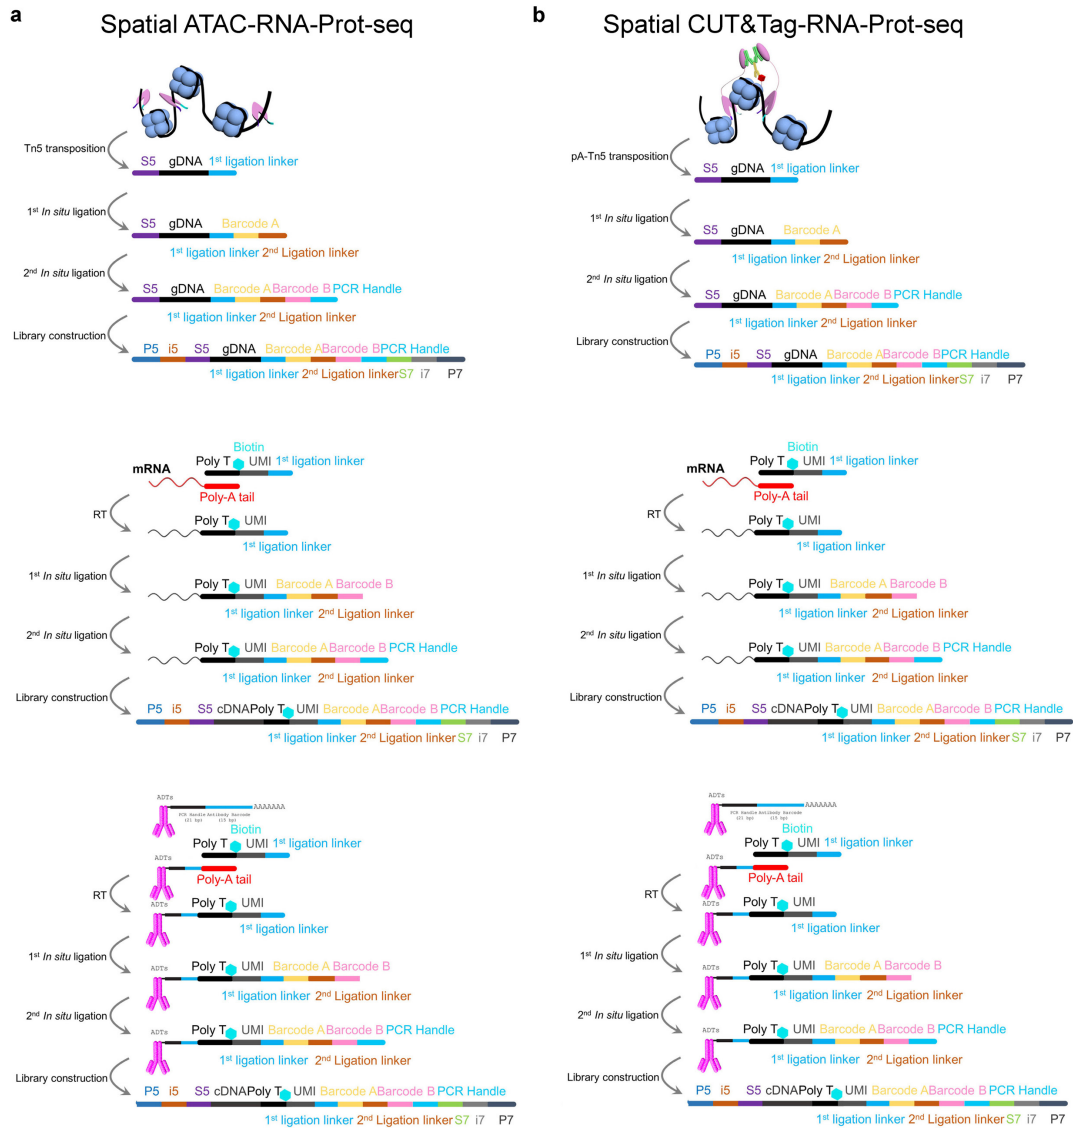 a
Spatial ATAC-RNA-Prot-seq
Tn5 transposition
S5 gDNA 1st ligation linker
1st In situ ligation
S5 gDNA Barcode A
1st ligation linker 2nd Ligation linker
2nd In situ ligation
S5 gDNA Barcode A Barcode B PCR Handle
1st ligation linker 2nd Ligation linker
Library construction
P5 i5 S5 gDNA Barcode A Barcode B PCR Handle
1st ligation linker 2nd Ligation linker S7 i7 P7
Biotin
Poly T UMI 1st ligation linker
mRNA
Poly-A tail
RT
Poly T UMI
1st ligation linker
1st In situ ligation
Poly T UMI Barcode A Barcode B
1st ligation linker 2nd Ligation linker
2nd In situ ligation
Poly T UMI Barcode A Barcode B PCR Handle
1st ligation linker 2nd Ligation linker
Library construction
P5 i5 S5 cDNA Poly T UMI Barcode A Barcode B PCR Handle
1st ligation linker 2nd Ligation linker S7 i7 P7
ADTs
AAAAAAA
PCR Handle Antibody Barcode
(21 bp) (15 bp)
Biotin
Poly T UMI 1st ligation linker
ADTs
Poly-A tail
RT
ADTs
Poly T UMI
1st ligation linker
1st In situ ligation
ADTs
Poly T UMI Barcode A Barcode B
1st ligation linker 2nd Ligation linker
2nd In situ ligation
ADTs
Poly T UMI Barcode A Barcode B PCR Handle
1st ligation linker 2nd Ligation linker
Library construction
P5 i5 S5 cDNA Poly T UMI Barcode A Barcode B PCR Handle
1st ligation linker 2nd Ligation linker S7 i7 P7
b
Spatial CUT&Tag-RNA-Prot-seq
pA-Tn5 transposition
S5 gDNA 1st ligation linker
1st In situ ligation
S5 gDNA Barcode A
1st ligation linker 2nd Ligation linker
2nd In situ ligation
S5 gDNA Barcode A Barcode B PCR Handle
1st ligation linker 2nd Ligation linker
Library construction
P5 i5 S5 gDNA Barcode A Barcode B PCR Handle
1st ligation linker 2nd Ligation linker S7 i7 P7
Biotin
Poly T UMI 1st ligation linker
mRNA
Poly-A tail
RT
Poly T UMI
1st ligation linker
1st In situ ligation
Poly T UMI Barcode A Barcode B
1st ligation linker 2nd Ligation linker
2nd In situ ligation
Poly T UMI Barcode A Barcode B PCR Handle
1st ligation linker 2nd Ligation linker
Library construction
P5 i5 S5 cDNA Poly T UMI Barcode A Barcode B PCR Handle
1st ligation linker 2nd Ligation linker S7 i7 P7
ADTs
AAAAAAA
PCR Handle Antibody Barcode
(21 bp) (15 bp)
Biotin
Poly T UMI 1st ligation linker
ADTs
Poly-A tail
RT
ADTs
Poly T UMI
1st ligation linker
1st In situ ligation
ADTs
Poly T UMI Barcode A Barcode B
1st ligation linker 2nd Ligation linker
2nd In situ ligation
ADTs
Poly T UMI Barcode A Barcode B PCR Handle
1st ligation linker 2nd Ligation linker
Library construction
P5 i5 S5 cDNA Poly T UMI Barcode A Barcode B PCR Handle
1st ligation linker 2nd Ligation linker S7 i7 P7